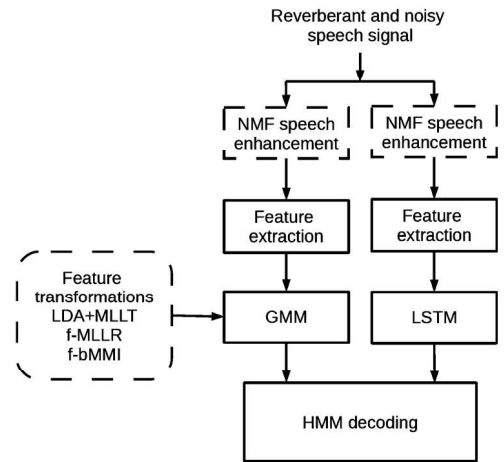 Reverberant and noisy
speech signal
NMF speech
enhancement
NMF speech
enhancement
Feature
extraction
Feature
extraction
Feature
transformations
LDA+MLLT
f-MLLR
f-bMMI
GMM
LSTM
HMM decoding